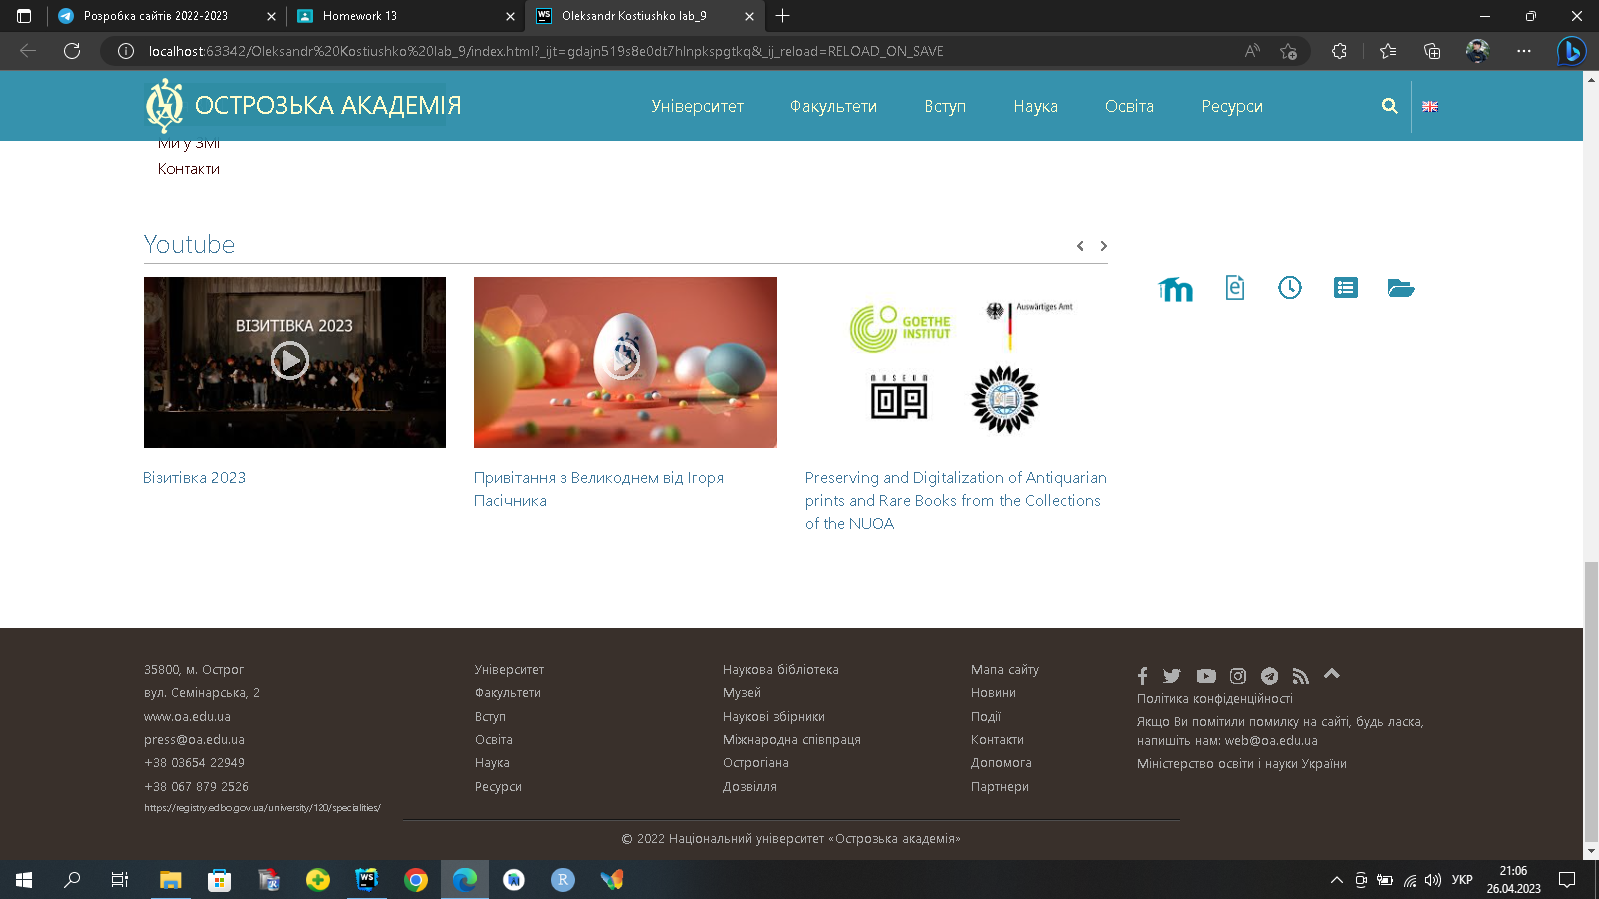 Розробка сайтів 2022-2023
Homework 13
WS
Oleksandr Kostiushko lab_9
localhost:63342/Oleksandr%20Kostiushko%20lab_9/index.html?_ijt=gdajn519s8e0dt7hlnpkspgtkq&_ij_reload=RELOAD_ON_SAVE
ОСТРОЗЬКА АКАДЕМІЯ
Університет
Факультети
Вступ
Наука
Освіта
Ресурси
Ми у ЗМІ
Контакти
Youtube
ВІЗИТІВКА 2023
GOETHE
INSTITUT
Auswärtiges Amt
MUSEUM
Візитівка 2023
Привітання з Великоднем від Ігоря
Пасічника
Preserving and Digitalization of Antiquarian
prints and Rare Books from the Collections
of the NUOA
35800, м. Острог
вул. Семінарська, 2
www.oa.edu.ua
press@oa.edu.ua
+38 03654 22949
+38 067 879 2526
https://registry.edbo.gov.ua/university/120/specialities/
Університет
Факультети
Вступ
Освіта
Наука
Ресурси
Наукова бібліотека
Музей
Наукові збірники
Міжнародна співпраця
Острогіана
Дозвілля
Мапа сайту
Новини
Події
Контакти
Допомога
Партнери
Політика конфіденційності
Якщо Ви помітили помилку на сайті, будь ласка,
напишіть нам: web@oa.edu.ua
Міністерство освіти і науки України
© 2022 Національний університет «Острозька академія»
WS
R
УКР
21:06
26.04.2023